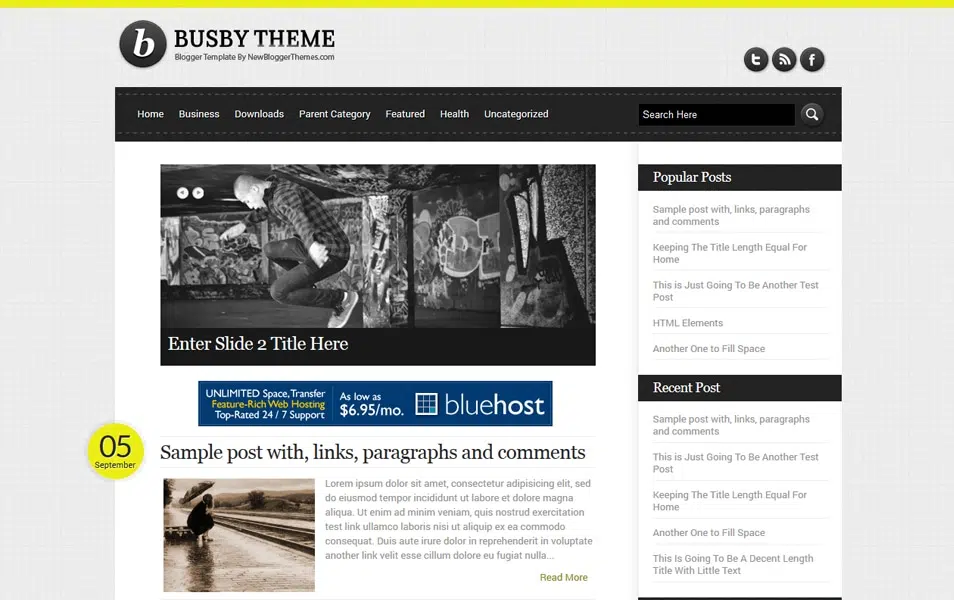 b BUSBY THEME
Blogger Template By NewBloggerThemes.com
Home Business Downloads Parent Category Featured Health Uncategorized
Search Here
Enter Slide 2 Title Here
UNLIMITED Space,Transfer
Feature-Rich Web Hosting
Top-Rated 24 / 7 Support
As low as
$6.95/mo.
bluehost
05
September
Sample post with, links, paragraphs and comments
Lorem ipsum dolor sit amet, consectetur adipisicing elit, sed
do eiusmod tempor incididunt ut labore et dolore magna
aliqua. Ut enim ad minim veniam, quis nostrud exercitation
test link ullamco laboris nisi ut aliquip ex ea commodo
consequat. Duis aute irure dolor in reprehenderit in voluptate
another link velit esse cillum dolore eu fugiat nulla...
Read More
Popular Posts
Sample post with, links, paragraphs
and comments
Keeping The Title Length Equal For
Home
This is Just Going To Be Another Test
Post
HTML Elements
Another One to Fill Space
Recent Post
Sample post with, links, paragraphs
and comments
This is Just Going To Be Another Test
Post
Keeping The Title Length Equal For
Home
Another One to Fill Space
This Is Going To Be A Decent Length
Title With Little Text